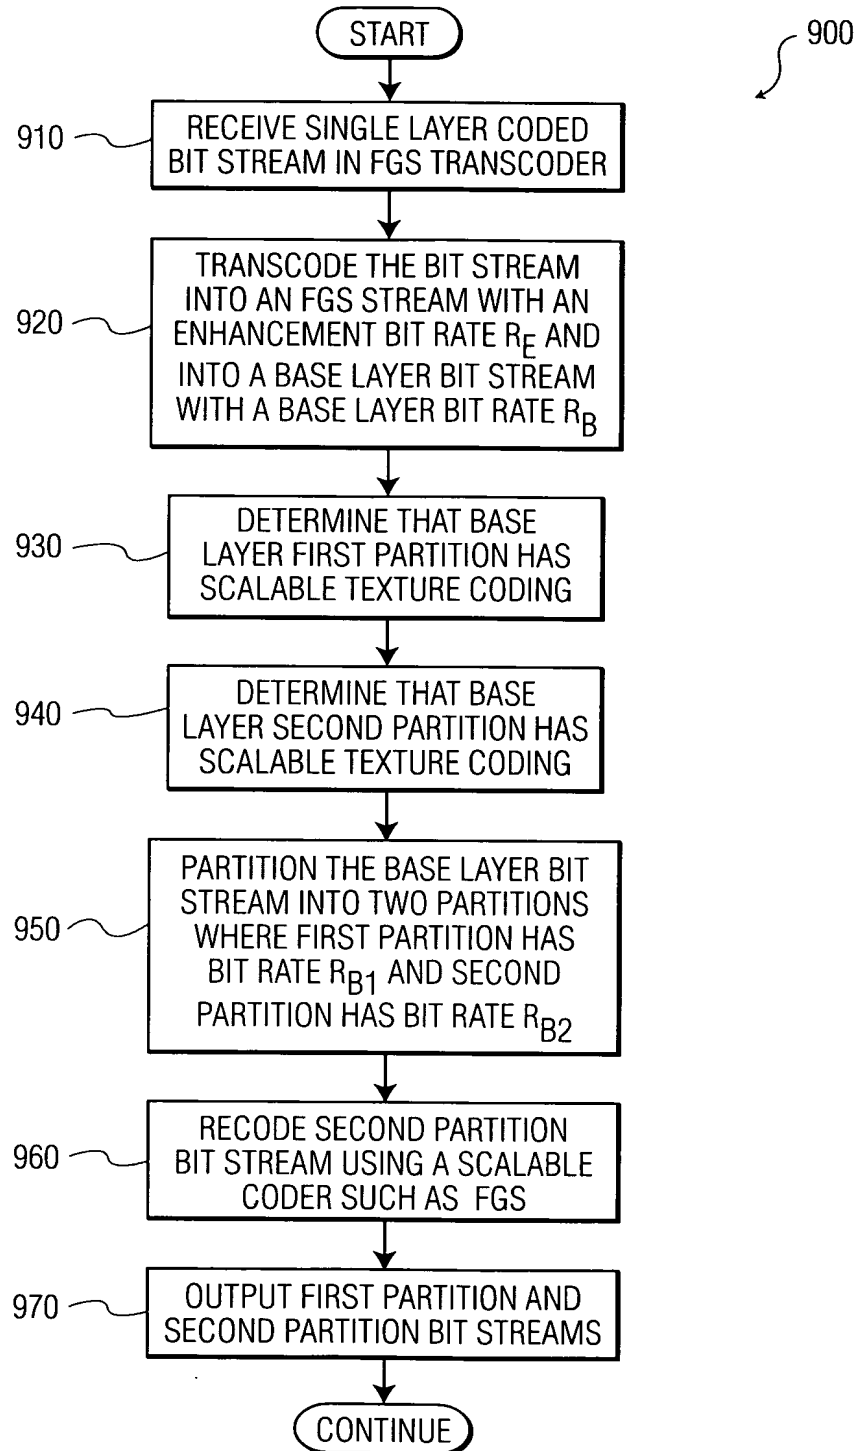 START
900
910
RECEIVE SINGLE LAYER CODED
BIT STREAM IN FGS TRANSCODER
920
TRANSCODE THE BIT STREAM
INTO AN FGS STREAM WITH AN
ENHANCEMENT BIT RATE RE AND
INTO A BASE LAYER BIT STREAM
WITH A BASE LAYER BIT RATE RB
930
DETERMINE THAT BASE
LAYER FIRST PARTITION HAS
SCALABLE TEXTURE CODING
940
DETERMINE THAT BASE
LAYER SECOND PARTITION HAS
SCALABLE TEXTURE CODING
950
PARTITION THE BASE LAYER BIT
STREAM INTO TWO PARTITIONS
WHERE FIRST PARTITION HAS
BIT RATE RB1 AND SECOND
PARTITION HAS BIT RATE RB2
960
RECODE SECOND PARTITION
BIT STREAM USING A SCALABLE
CODER SUCH AS FGS
970
OUTPUT FIRST PARTITION AND
SECOND PARTITION BIT STREAMS
CONTINUE